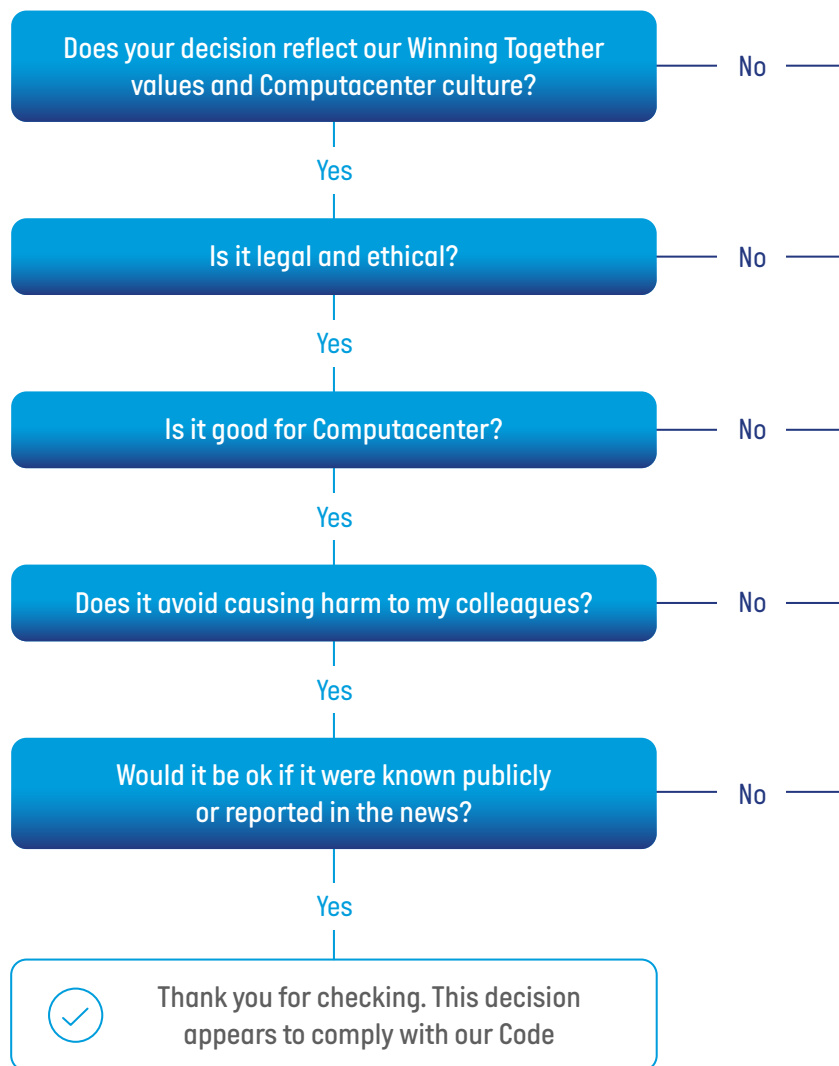 Does your decision reflect our Winning Together
values and Computacenter culture?
No
Yes
Is it legal and ethical?
No
Yes
Is it good for Computacenter?
No
Yes
Does it avoid causing harm to my colleagues?
No
Yes
Would it be ok if it were known publicly
or reported in the news?
No
Yes
Thank you for checking. This decision
appears to comply with our Code